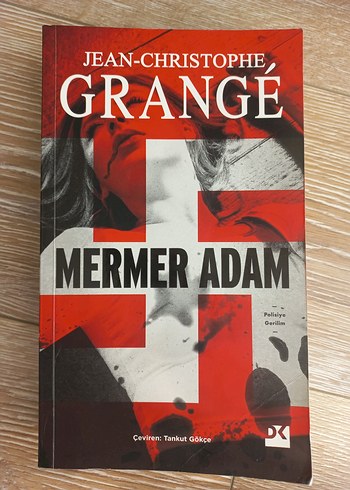 JEAN-CHRISTOPHE
GRANGÉ
MERMER ADAM
Polisiye
Gerilim
DK
Çeviren: Tankut Gökçe